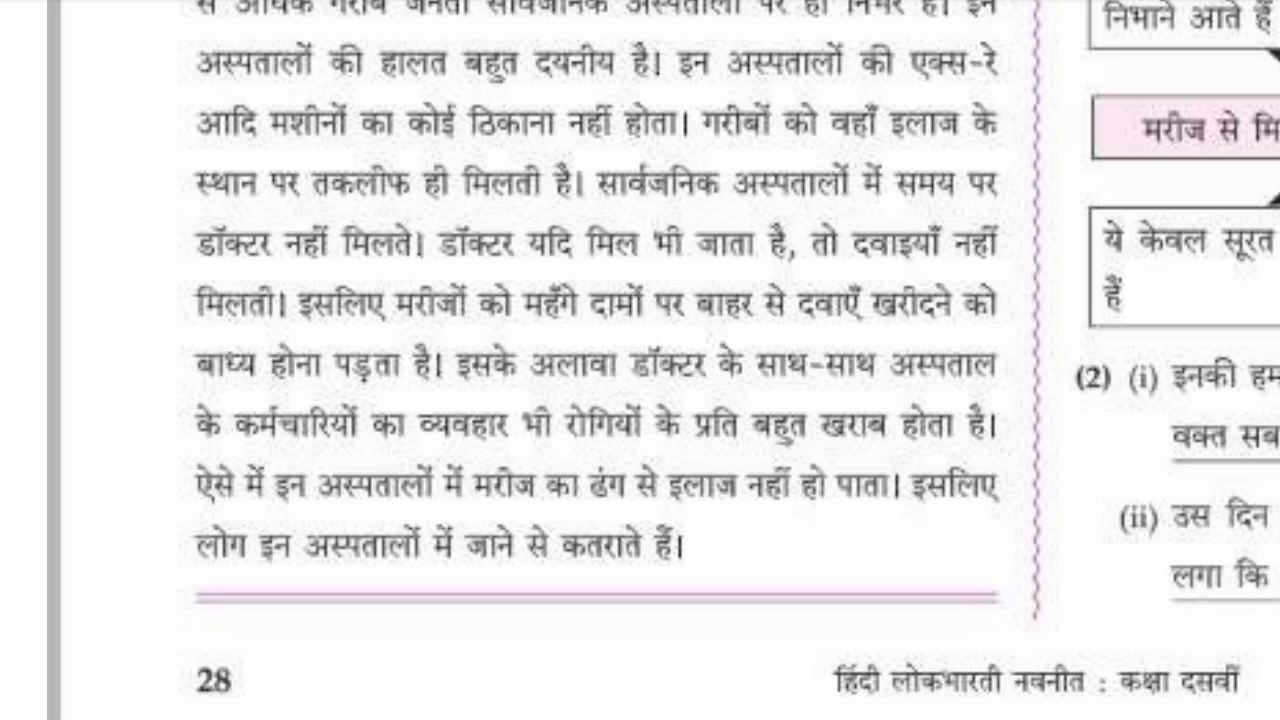 से अधिक गरीब जनता सार्वजनिक अस्पतालों पर ही निर्भर है। इन
अस्पतालों की हालत बहुत दयनीय है। इन अस्पतालों की एक्स-रे
आदि मशीनों का कोई ठिकाना नहीं होता। गरीबों को वहाँ इलाज के
स्थान पर तकलीफ ही मिलती है। सार्वजनिक अस्पतालों में समय पर
डॉक्टर नहीं मिलते। डॉक्टर यदि मिल भी जाता है, तो दवाइयाँ नहीं
मिलती। इसलिए मरीजों को महँगे दामों पर बाहर से दवाएँ खरीदने को
बाध्य होना पड़ता है। इसके अलावा डॉक्टर के साथ-साथ अस्पताल
के कर्मचारियों का व्यवहार भी रोगियों के प्रति बहुत खराब होता है।
ऐसे में इन अस्पतालों में मरीज का ढंग से इलाज नहीं हो पाता। इसलिए
लोग इन अस्पतालों में जाने से कतराते हैं।
निभाने आते हैं
मरीज से मि
ये केवल सूरत
हैं
(2) (i) इनकी हम
वक्त सब
(ii) उस दिन
लगा कि
28
हिंदी लोकभारती नवनीत : कक्षा दसवीं